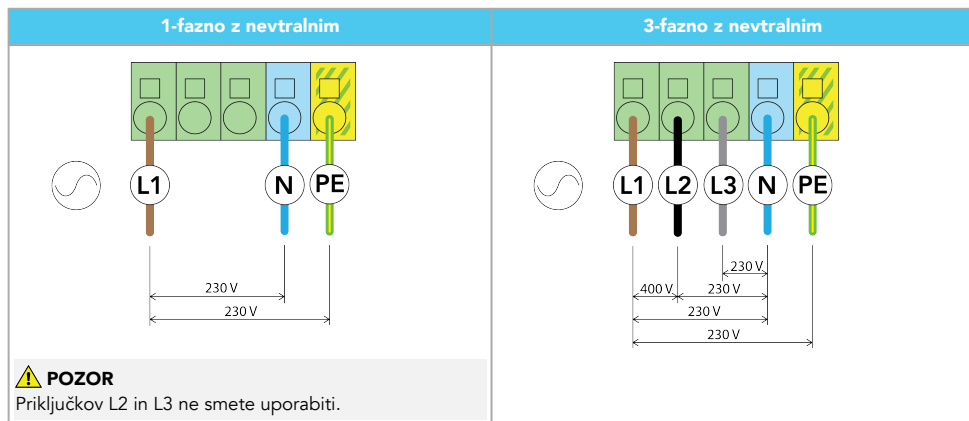 1-fazno z nevtralnim
L1 N PE
230 V
230 V
POZOR
Priključkov L2 in L3 ne smete uporabiti.
3-fazno z nevtralnim
L1 L2 L3 N PE
230 V
400 V 230 V
230 V
230 V